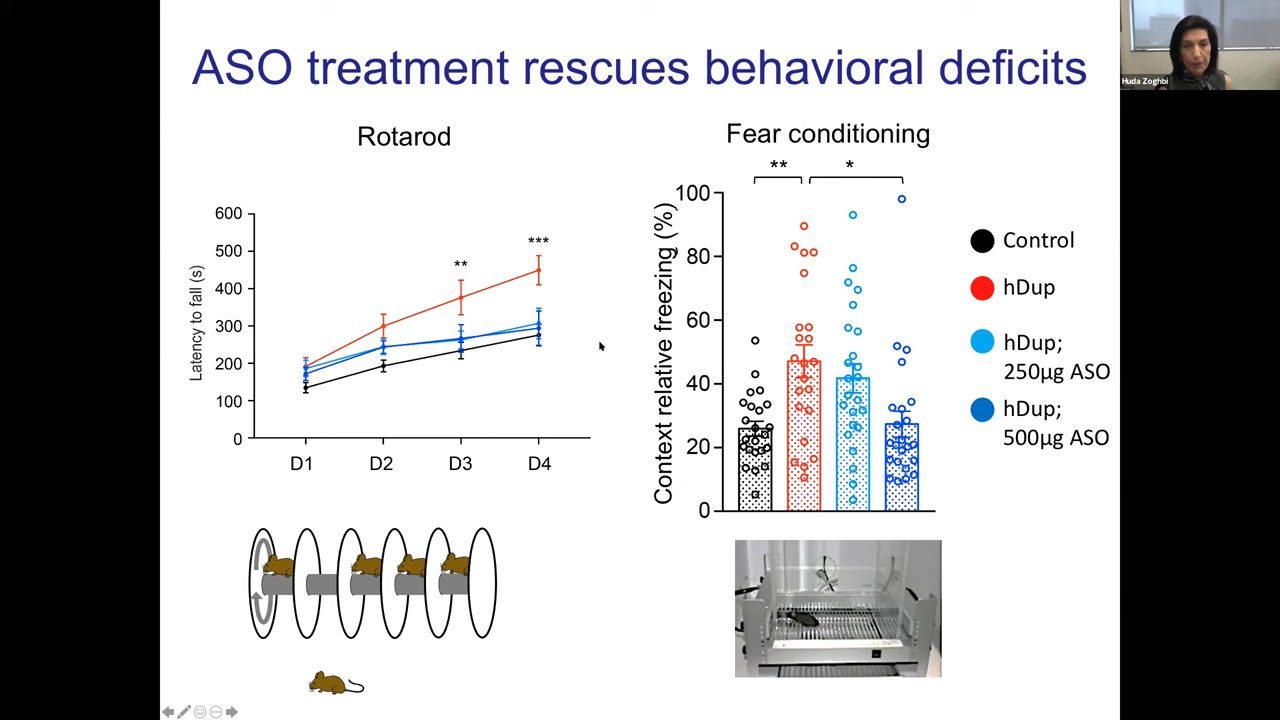 ASO treatment rescues behavioral deficits
Huda Zoghbi
Rotarod
Latency to fall (s)
600
500
400
300
200
100
0
**
***
D1 D2 D3 D4
Fear conditioning
** *
Context relative freezing (%)
100
80
60
40
20
0
Control
hDup
hDup;
250µg ASO
hDup;
500µg ASO